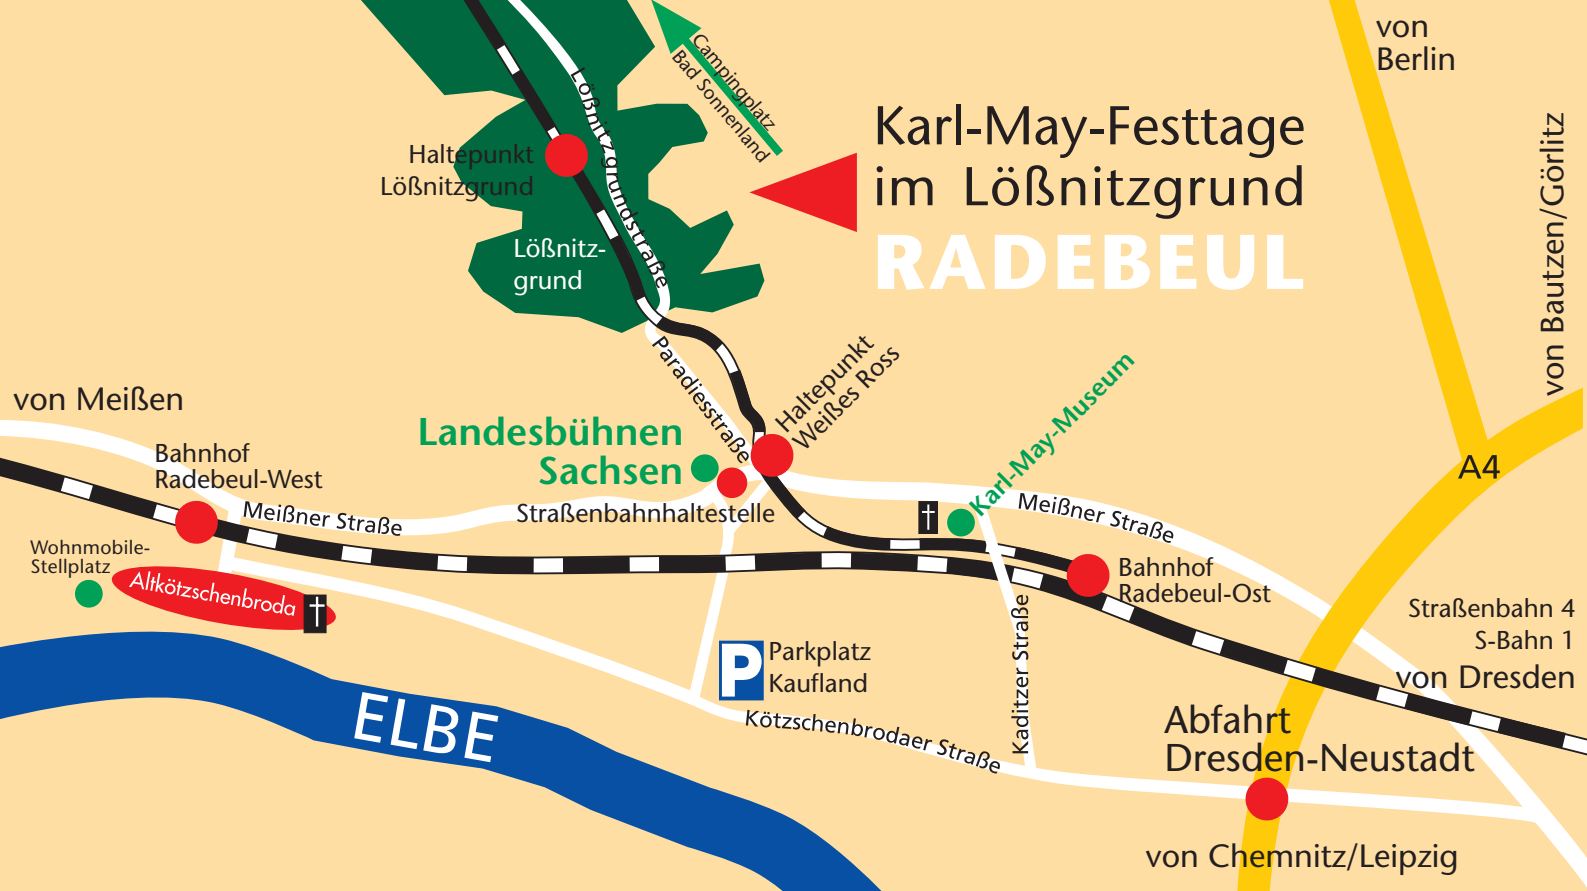 von
Berlin
Campingplatz
Bad Sonnenland
Karl-May-Festtage
im Lößnitzgrund
RADEBEUL
von Bautzen/Görlitz
Lößnitzgrundstraße
Haltepunkt
Lößnitzgrund
Lößnitz-
grund
Paradiesstraße
Haltepunkt
Weißes Ross
Karl-May-Museum
von Meißen
Landesbühnen
Sachsen
Bahnhof
Radebeul-West
A4
Meißner Straße
Straßenbahnhaltestelle
Meißner Straße
Wohnmobile-
Stellplatz
Altkötzschenbroda
Bahnhof
Radebeul-Ost
Straßenbahn 4
S-Bahn 1
von Dresden
Kaditzer Straße
P
Parkplatz
Kaufland
ELBE
Kötzschenbrodaer Straße
Abfahrt
Dresden-Neustadt
von Chemnitz/Leipzig